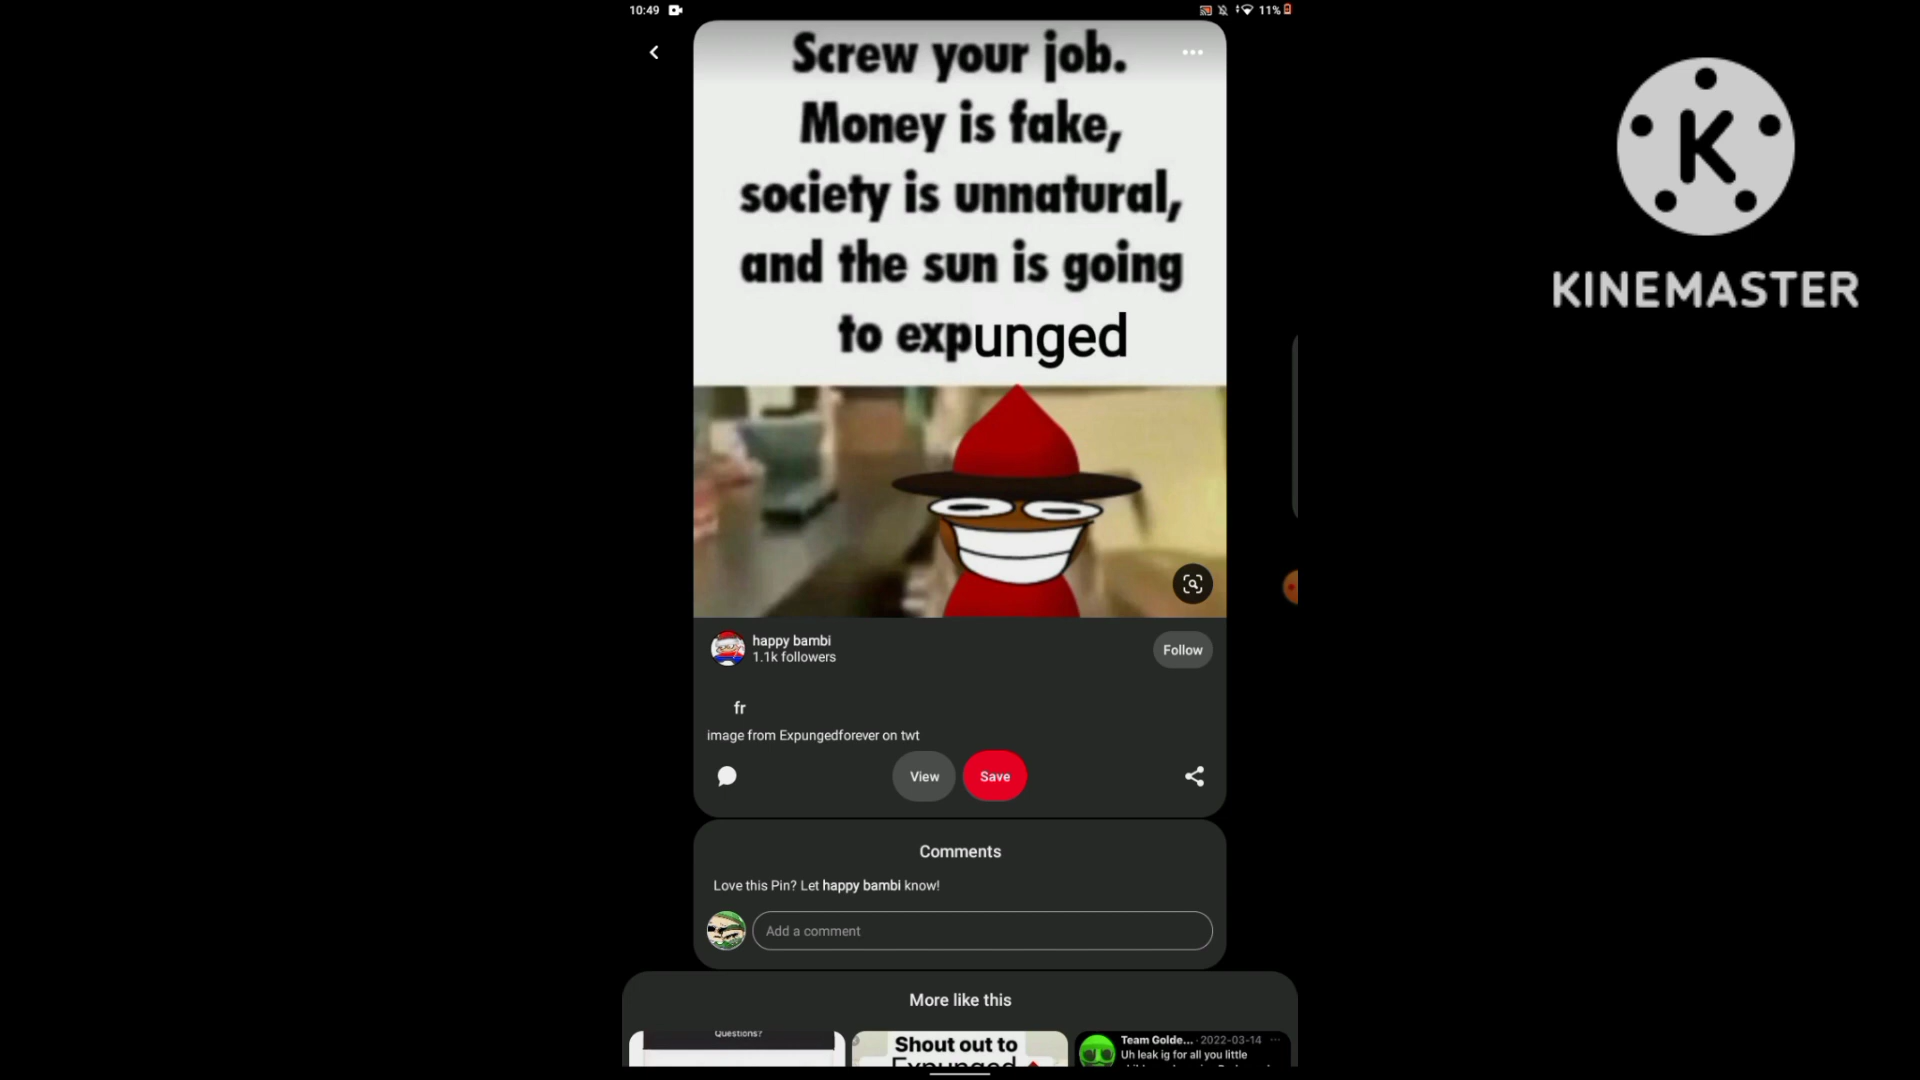 10:49
11%
Screw your job.
Money is fake,
society is unnatural,
and the sun is going
to expunged
K
KINEMASTER
happy bambi
1.1k followers
Follow
fr
image from Expungedforever on twt
View
Save
Comments
Love this Pin? Let happy bambi know!
Add a comment
More like this
Questions?
Shout out to
Expunged
Team Golde... · 2022-03-14 ...
Uh leak ig for all you little